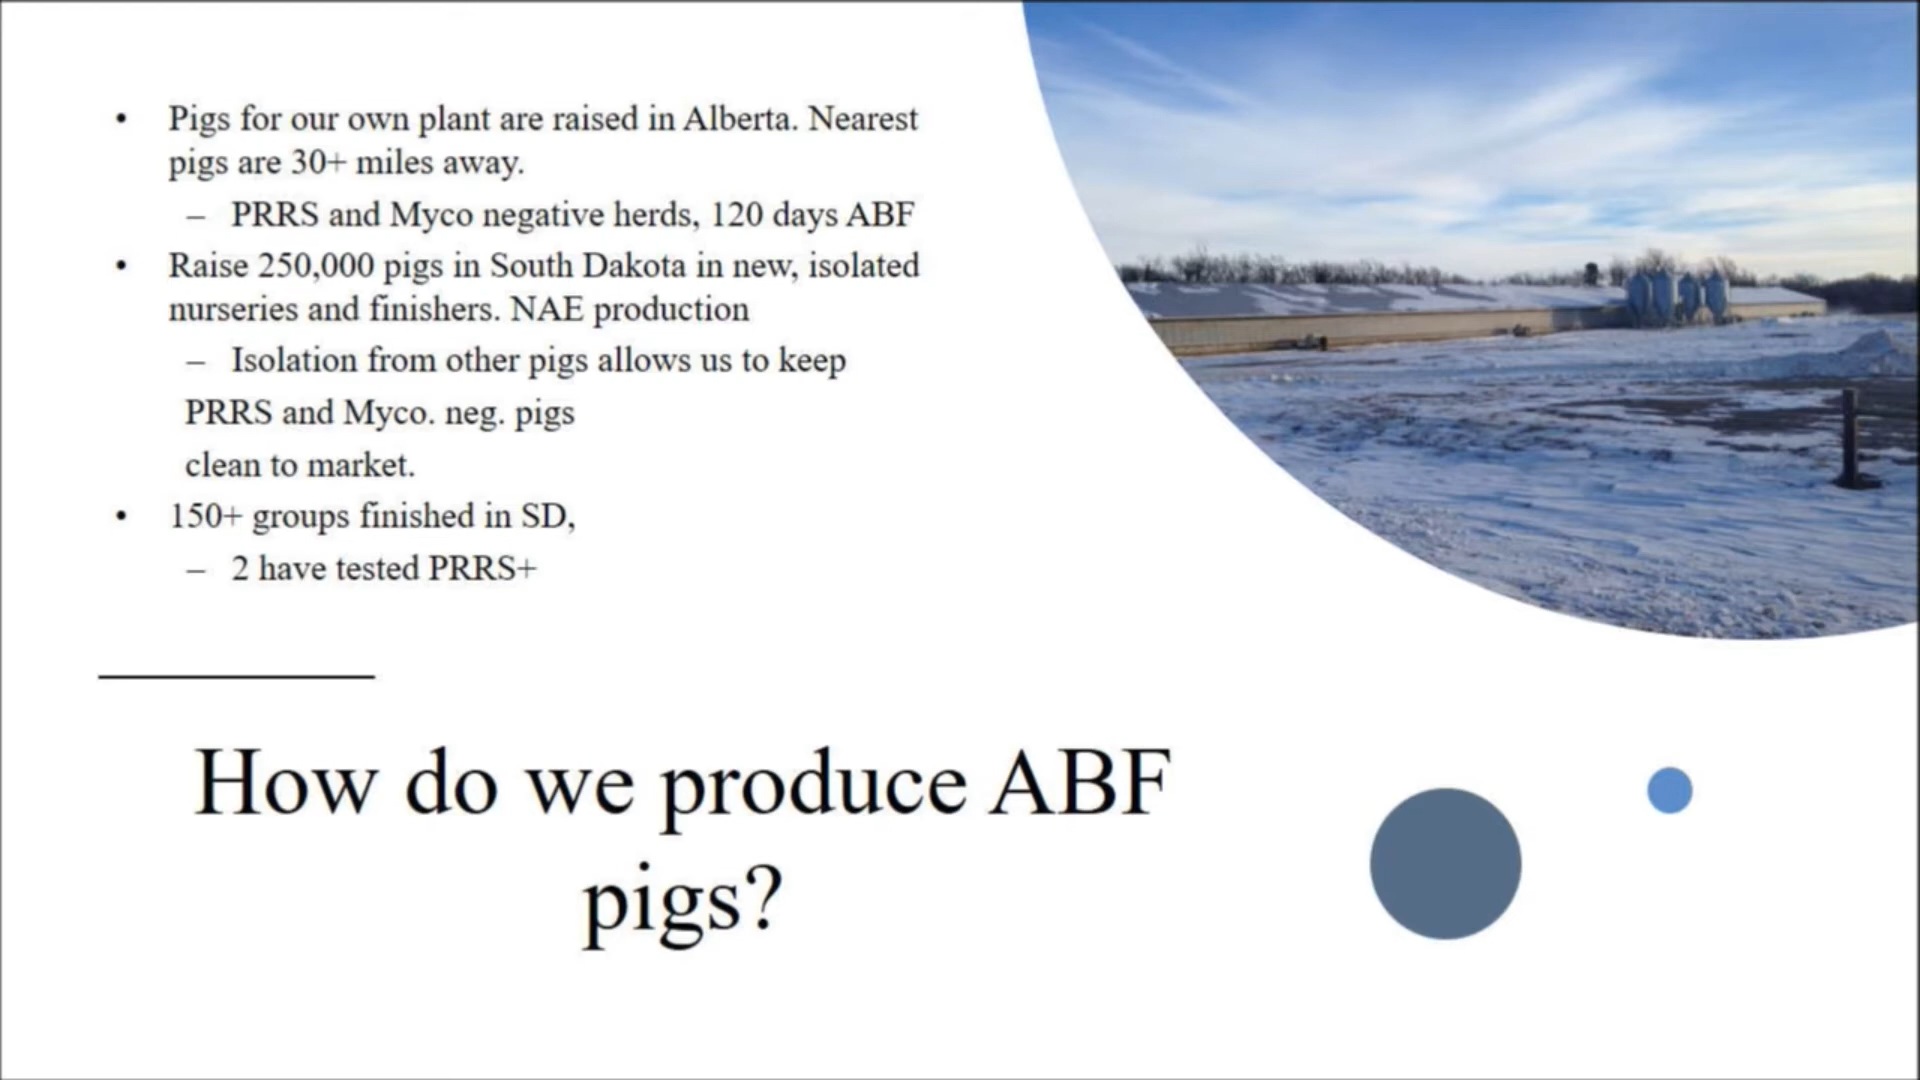 • Pigs for our own plant are raised in Alberta. Nearest
pigs are 30+ miles away.
– PRRS and Myco negative herds, 120 days ABF
• Raise 250,000 pigs in South Dakota in new, isolated
nurseries and finishers. NAE production
– Isolation from other pigs allows us to keep
PRRS and Myco. neg. pigs
clean to market.
• 150+ groups finished in SD,
– 2 have tested PRRS+
How do we produce ABF
pigs?